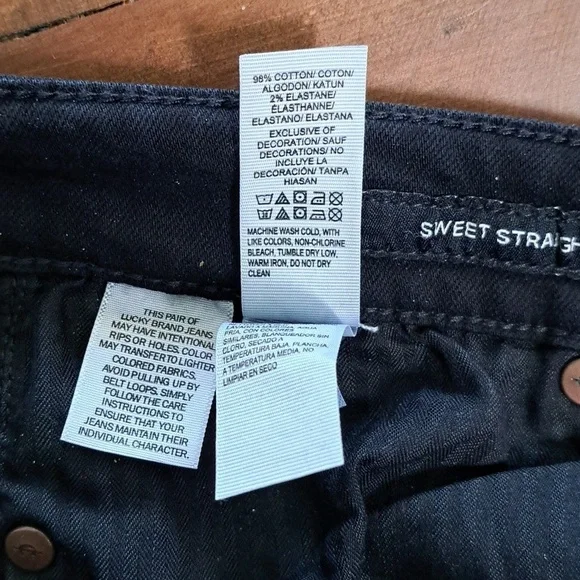 98% COTTON/ COTON/
ALGODON/ KATUN
2% ELASTANE/
ÉLASTHANNE/
ELASTANO/ ELASTANA
EXCLUSIVE OF
DECORATION/ SAUF
DECORATIONS/ NO
INCLUYE LA
DECORACIÓN/ TANPA
HIASAN
MACHINE WASH COLD, WITH
LIKE COLORS, NON-CHLORINE
BLEACH, TUMBLE DRY LOW,
WARM IRON, DO NOT DRY
CLEAN
SWEET STRAIGH
THIS PAIR OF
LUCKY BRAND JEANS
MAY HAVE INTENTIONAL
RIPS OR HOLES. COLOR
MAY TRANSFER TO LIGHTER
COLORED FABRICS.
AVOID PULLING UP BY
BELT LOOPS. SIMPLY
FOLLOW THE CARE
INSTRUCTIONS TO
ENSURE THAT YOUR
JEANS MAINTAIN THEIR
INDIVIDUAL CHARACTER.
FRIA, CON COLORES
SIMILARES, BLANQUEADOR SIN
CLORO, SECADO A
TEMPERATURA BAJA, PLANCHA
A TEMPERATURA MEDIA, NO
LIMPIAR EN SECO